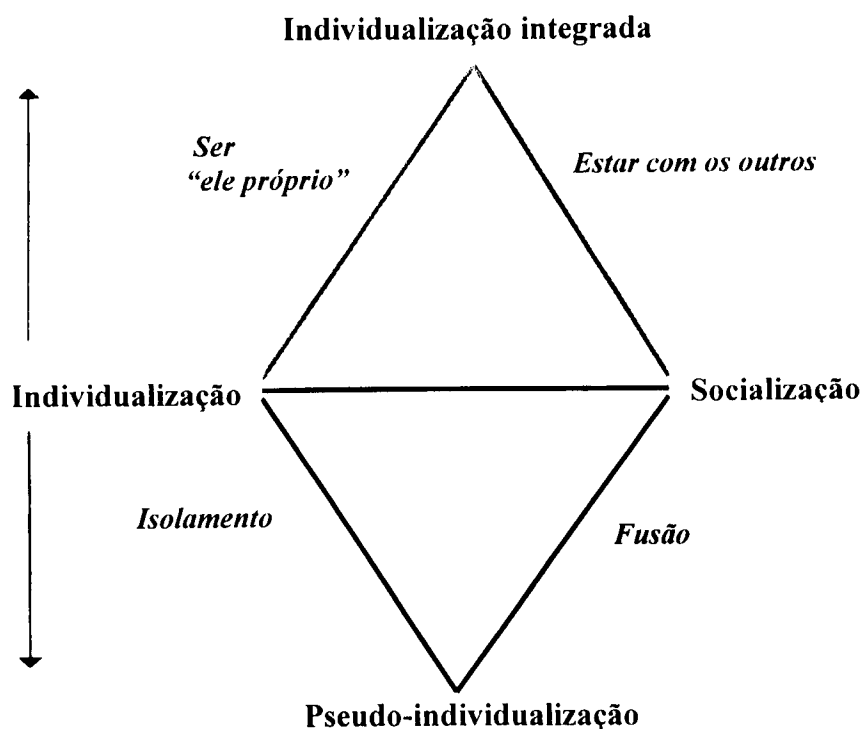 Individualização integrada
Ser
“ele próprio”
Estar com os outros
Individualização
Socialização
Isolamento
Fusão
Pseudo-individualização